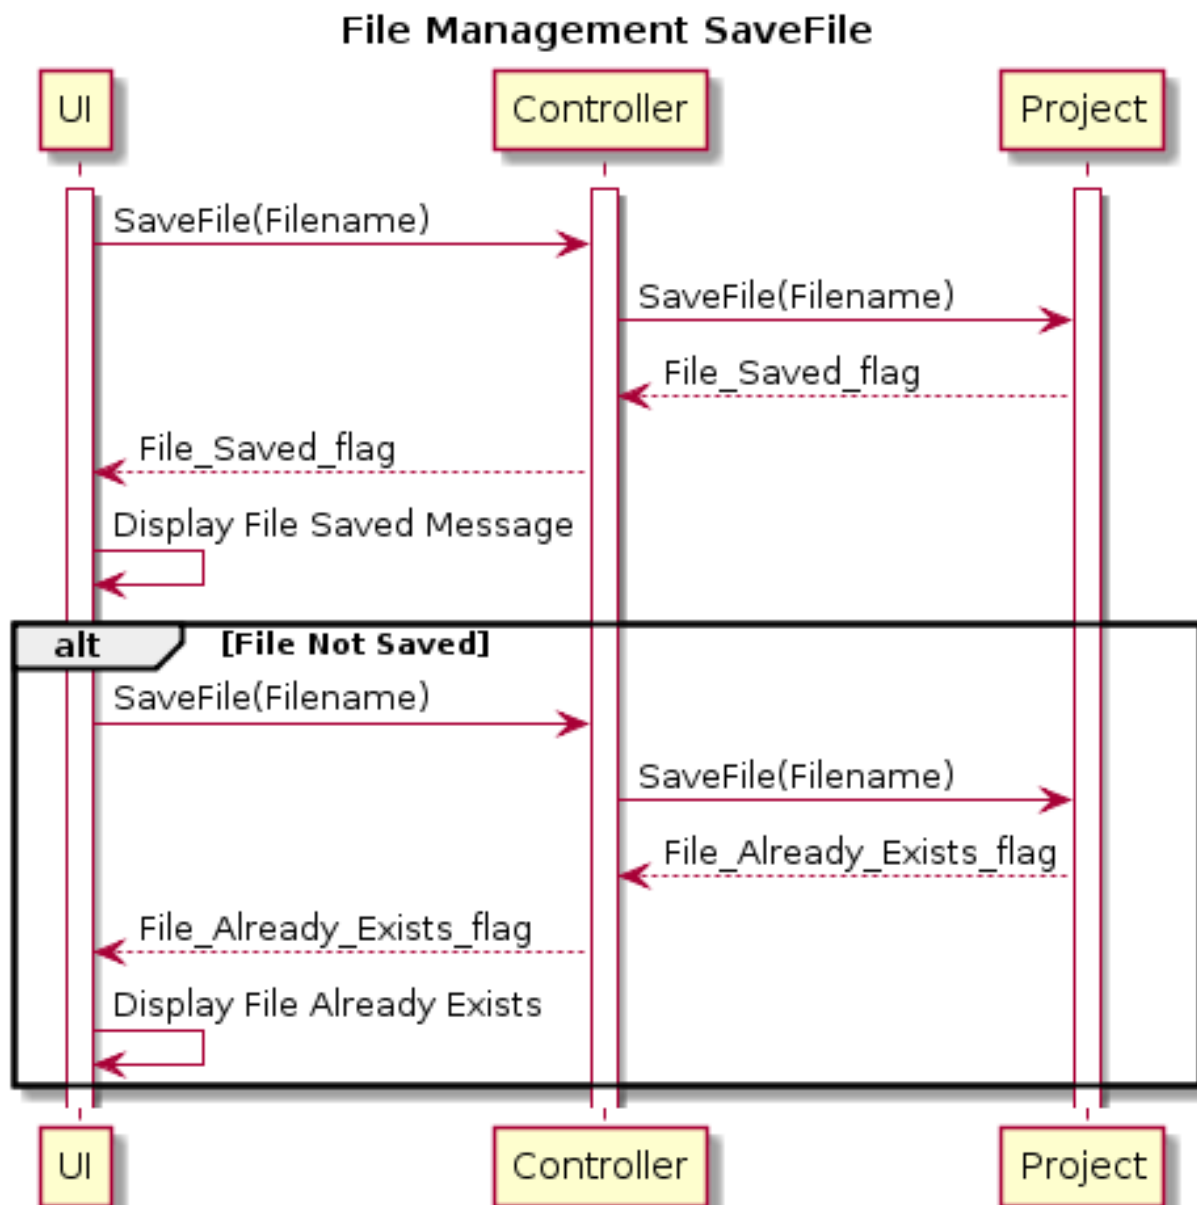 File Management SaveFile
UI
Controller
Project
SaveFile(Filename)
SaveFile(Filename)
File_Saved_flag
File_Saved_flag
Display File Saved Message
alt
[File Not Saved]
SaveFile(Filename)
SaveFile(Filename)
File_Already_Exists_flag
File_Already_Exists_flag
Display File Already Exists
UI
Controller
Project